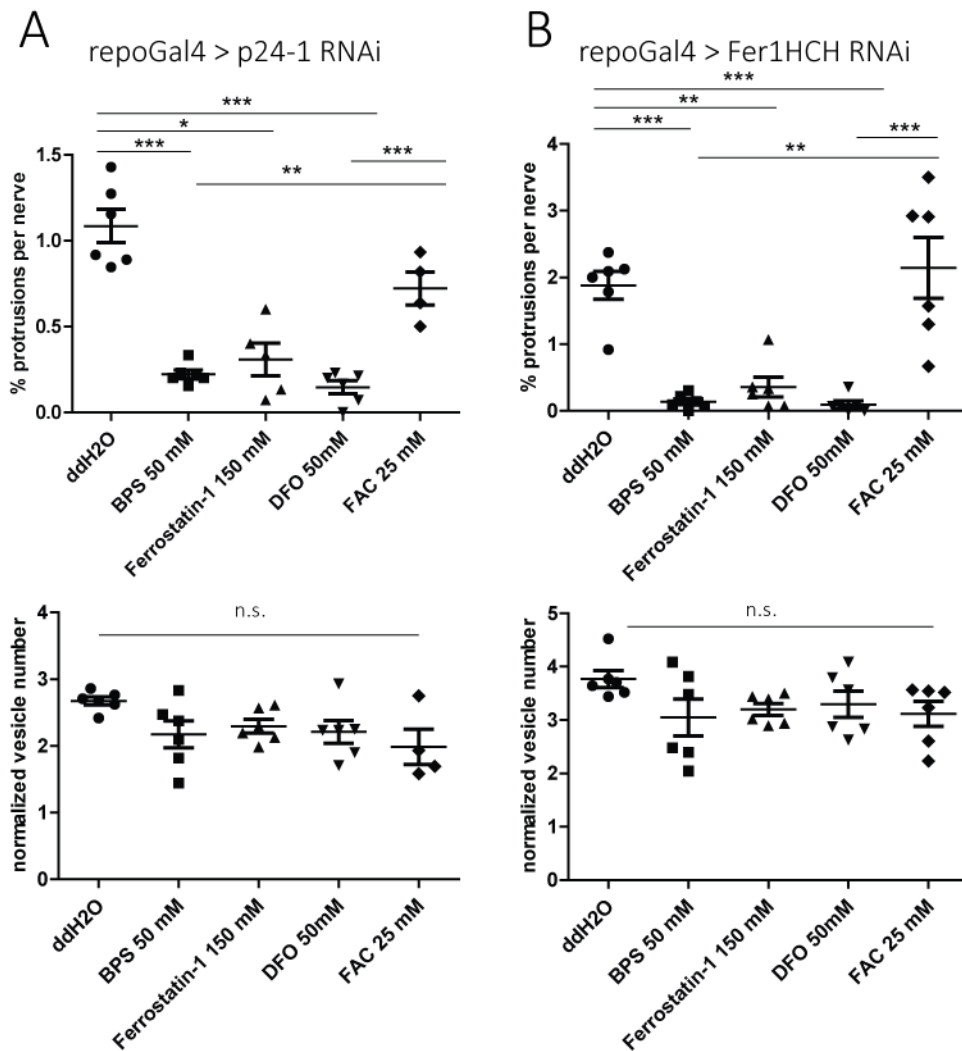 A
repoGal4 > p24-1 RNAi
***
*
***
***
**
% protrusions per nerve
1.5
1.0
0.5
0.0
ddH2O
BPS 50 mM
Ferrostatin-1 150 mM
DFO 50mM
FAC 25 mM
B
repoGal4 > Fer1HCH RNAi
***
**
***
***
**
% protrusions per nerve
4
3
2
1
0
ddH2O
BPS 50 mM
Ferrostatin-1 150 mM
DFO 50mM
FAC 25 mM
n.s.
normalized vesicle number
4
3
2
1
0
ddH2O
BPS 50 mM
Ferrostatin-1 150 mM
DFO 50mM
FAC 25 mM
n.s.
normalized vesicle number
5
4
3
2
1
0
ddH2O
BPS 50 mM
Ferrostatin-1 150 mM
DFO 50mM
FAC 25 mM